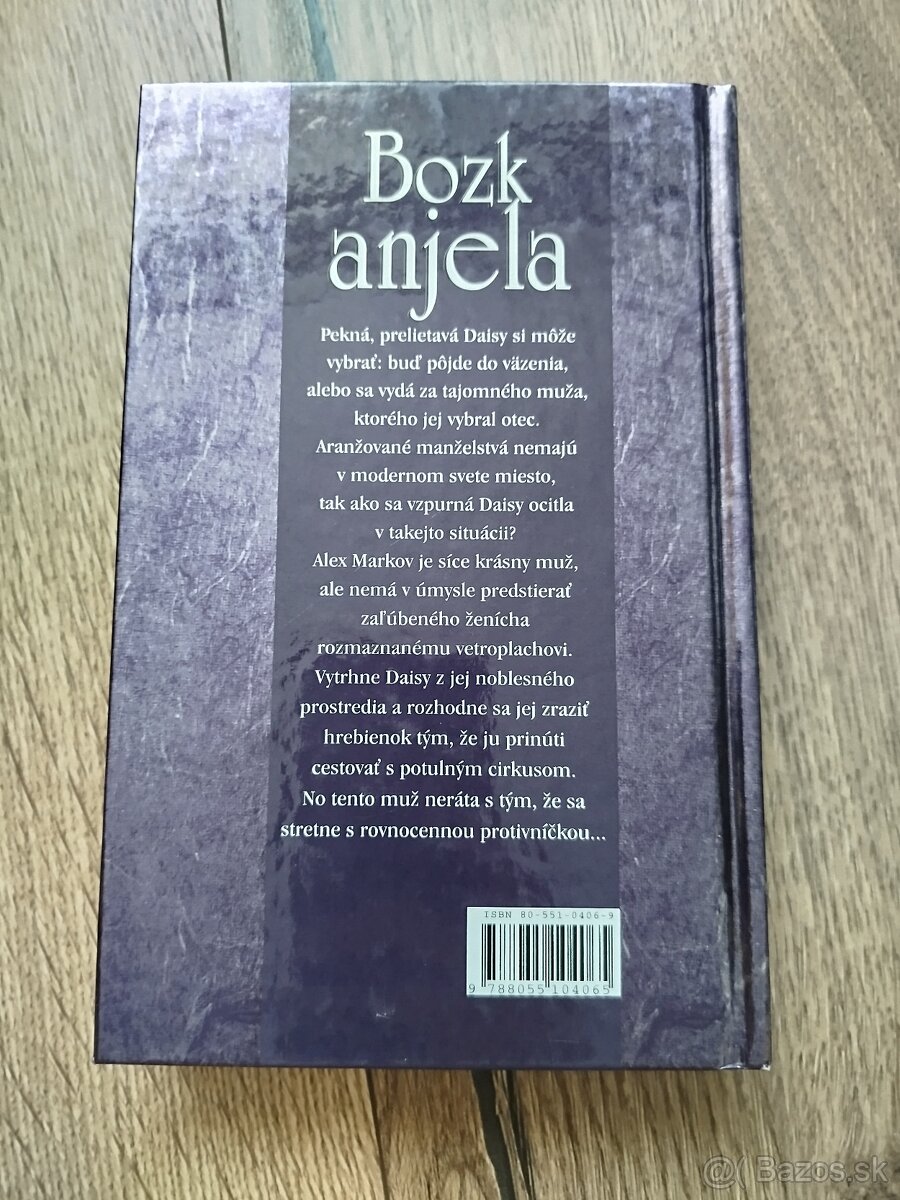 Bozk
anjela
Pekná, prelietavá Daisy si môže
vybrať: buď pôjde do väzenia,
alebo sa vydá za tajomného muža,
ktorého jej vybral otec.
Aranžované manželstvá nemajú
v modernom svete miesto,
tak ako sa vzpurná Daisy ocitla
v takejto situácii?
Alex Markov je síce krásny muž,
ale nemá v úmysle predstierať
zaľúbeného ženícha
rozmaznanému vetroplachovi.
Vytrhne Daisy z jej noblesného
prostredia a rozhodne sa jej zraziť
hrebienok tým, že ju prinúti
cestovať s potulným cirkusom.
No tento muž neráta s tým, že sa
stretne s rovnocennou protivníčkou...
ISBN 80-551-0406-9
9 788055 104065
@( Bazos.sk